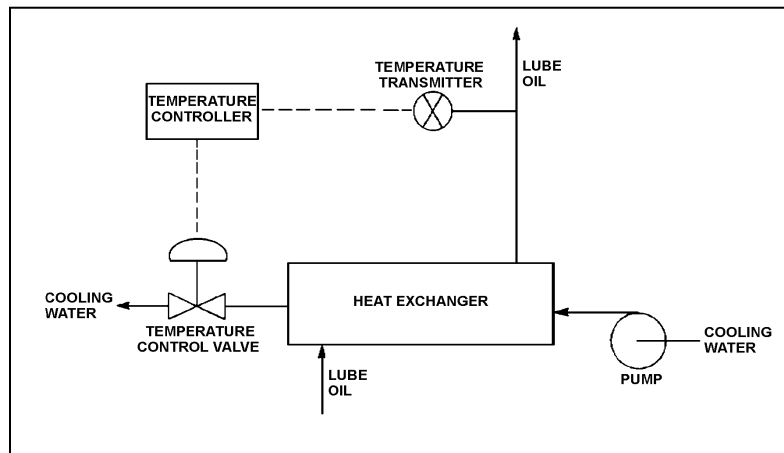 TEMPERATURE
TRANSMITTER
LUBE
OIL
TEMPERATURE
CONTROLLER
COOLING
WATER
TEMPERATURE
CONTROL VALVE
HEAT EXCHANGER
LUBE
OIL
COOLING
WATER
PUMP